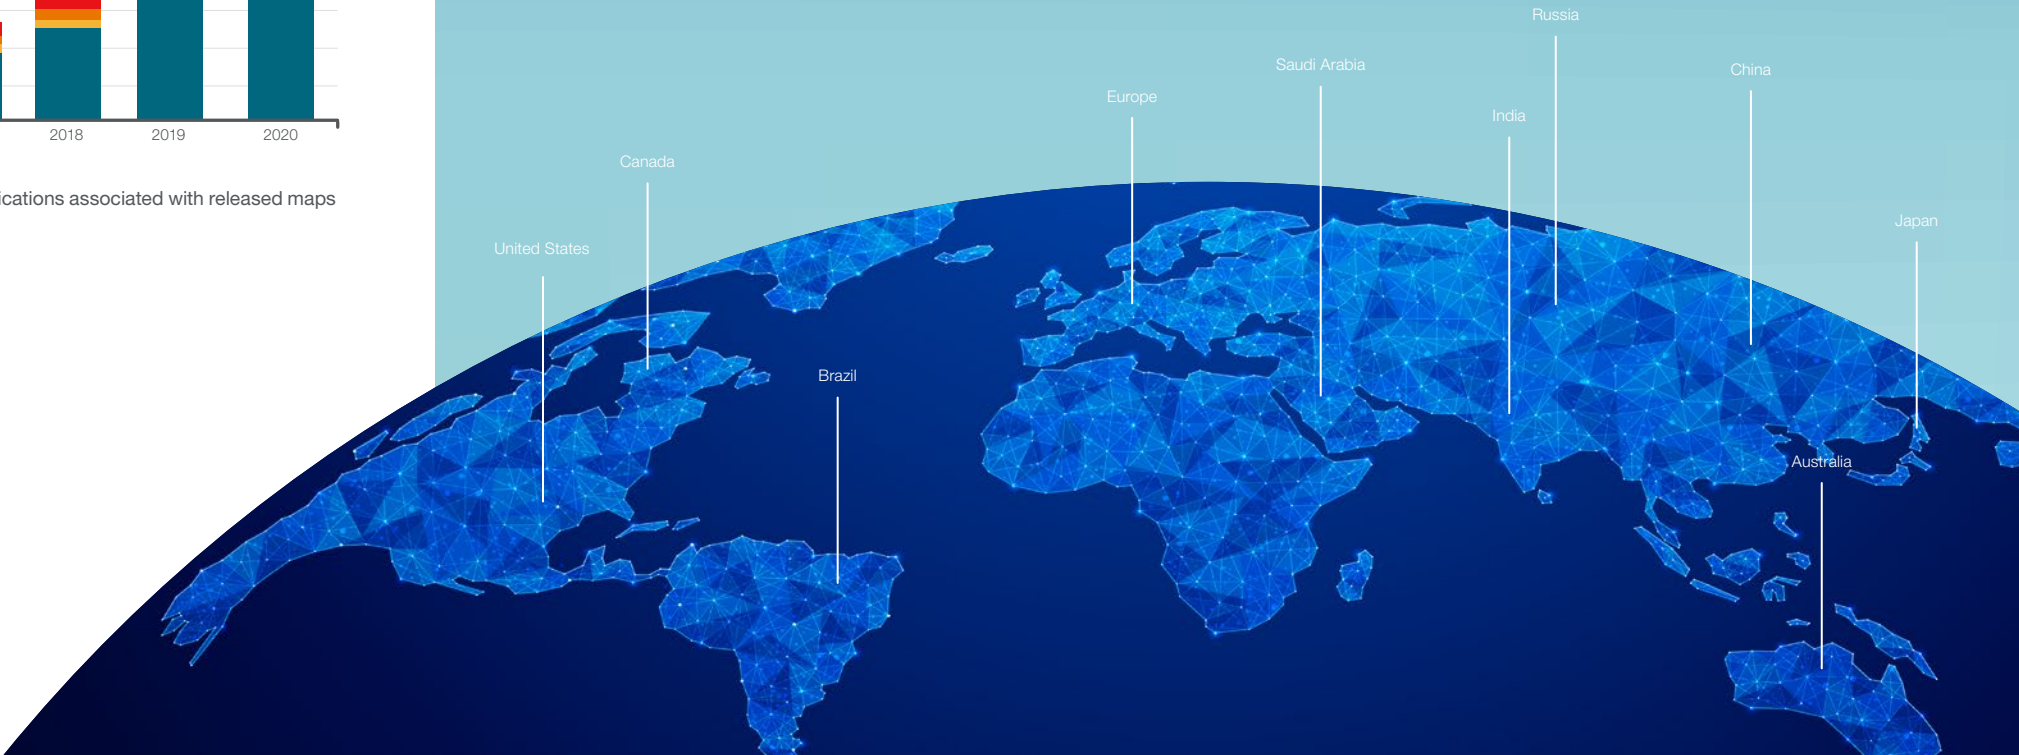 2018
2019
2020
ications associated with released maps
Russia
Saudi Arabia
China
Europe
India
Canada
Japan
United States
Brazil
Australia